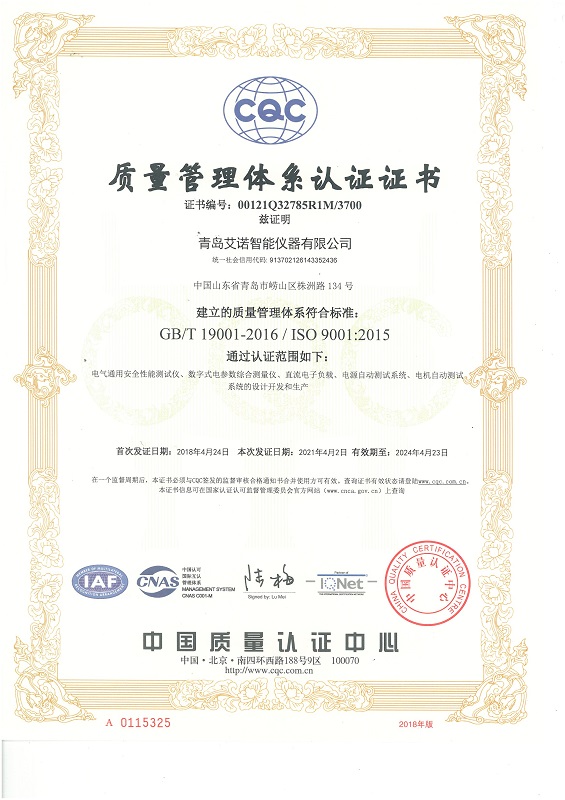 CQC
质量管理体系认证证书
证书编号：00121Q32785R1M/3700
兹证明
青岛艾诺智能仪器有限公司
统一社会信用代码: 913702126143352436
中国山东省青岛市崂山区株洲路 134 号
建立的质量管理体系符合标准：
GB/T 19001-2016 / ISO 9001:2015
通过认证范围如下：
电气通用安全性能测试仪、数字式电参数综合测量仪、直流电子负载、电源自动测试系统、电机自动测试
系统的设计开发和生产
首次发证日期：2018年4月24日 本次发证日期：2021年4月2日 有效期至：2024年4月23日
在一个监督周期后，本证书必须与CQC签发的监督审核合格通知书合并使用方可有效。查询证书有效状态请登陆www.cqc.com.cn，
本证书信息可在国家认证认可监督管理委员会官方网站（www.cnca.gov.cn）上查询
IAF
CNAS
中国认可
国际互认
管理体系
MANAGEMENT SYSTEM
CNAS C001-M
陆梅
Signed by: Lu Mei
IQNet
CHINA QUALITY CERTIFICATION CENTRE
中国质量认证中心
中国质量认证中心
中国·北京·南四环西路188号9区 100070
http://www.cqc.com.cn
A 0115325
2018年版